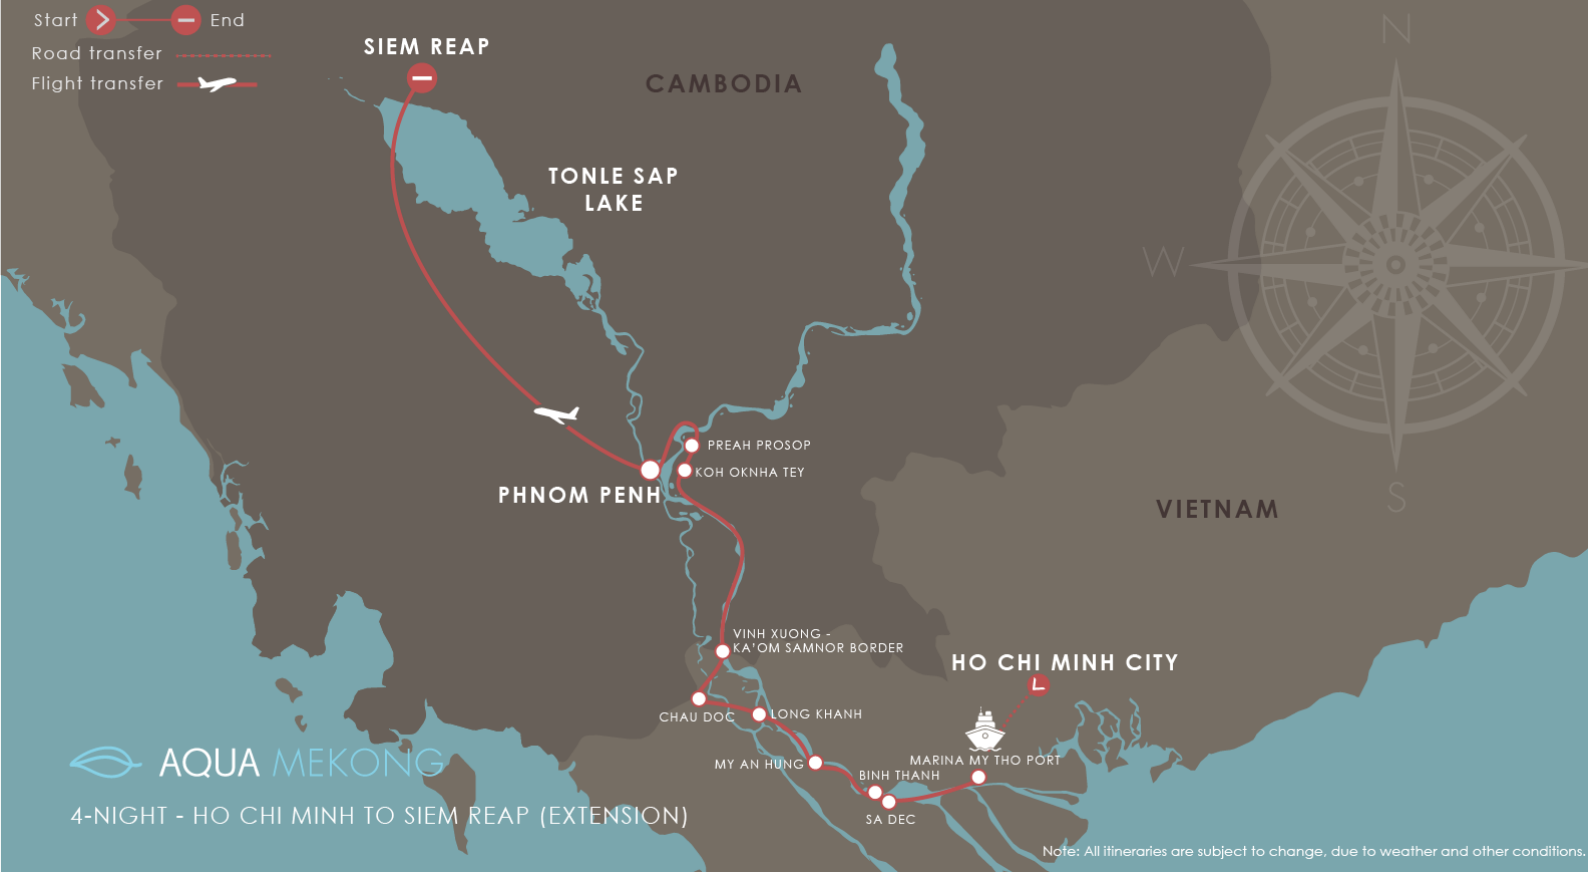 Start
End
Road transfer
Flight transfer
SIEM REAP
CAMBODIA
N
TONLE SAP
LAKE
W
PREAH PROSOP
KOH OKNHA TEY
PHNOM PENH
S
VIETNAM
VINH XUONG -
KA'OM SAMNOR BORDER
HO CHI MINH CITY
CHAU DOC
LONG KHANH
MY AN HUNG
MARINA MY THO PORT
BINH THANH
SA DEC
AQUA MEKONG
4-NIGHT - HO CHI MINH TO SIEM REAP (EXTENSION)
Note: All itineraries are subject to change, due to weather and other conditions.